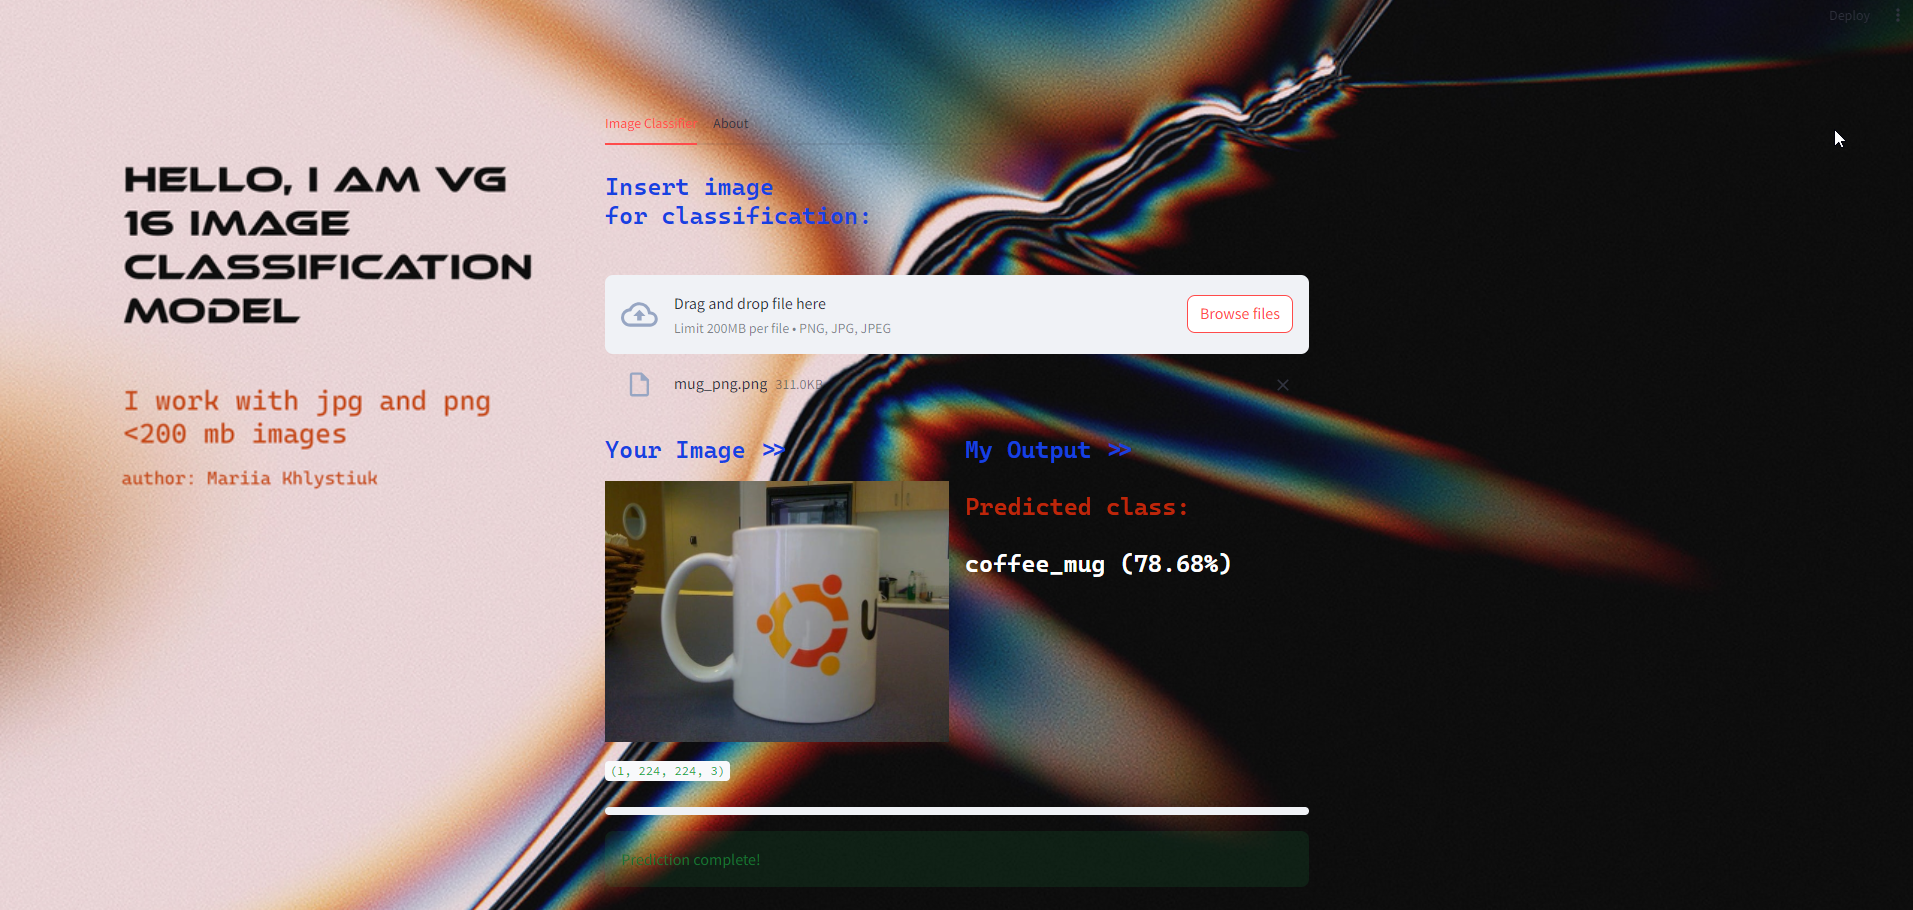 Deploy
Image Classifier
About
HELLO, I AM VG
16 IMAGE
CLASSIFICATION
MODEL
I work with jpg and png
<200 mb images
author: Mariia Khlystiuk
Insert image
for classification:
Drag and drop file here
Limit 200MB per file • PNG, JPG, JPEG
Browse files
mug_png.png 311.0KB
Your Image >>
My Output >>
Predicted class:
coffee_mug (78.68%)
u
(1, 224, 224, 3)
Prediction complete!